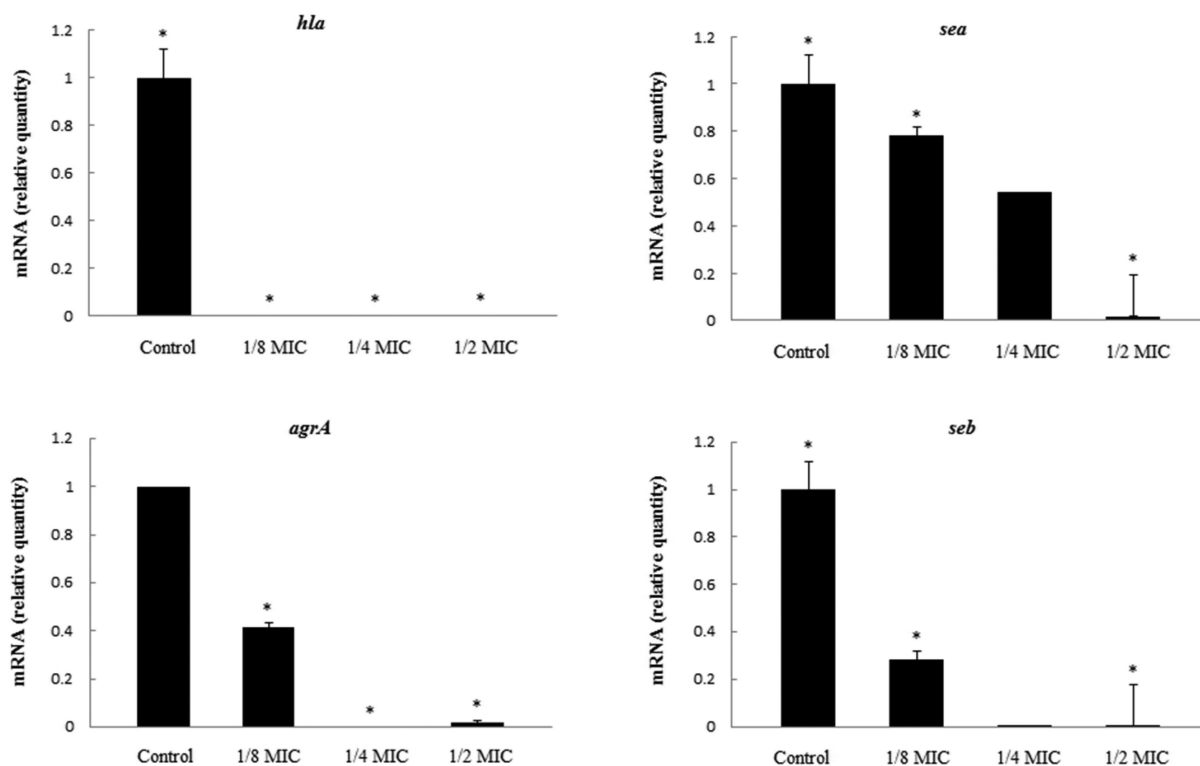 hla
mRNA (relative quantity)
1.2
*
1
0.8
0.6
0.4
0.2
* * *
0
Control 1/8 MIC 1/4 MIC 1/2 MIC
sea
mRNA (relative quantity)
1.2
*
1
*
0.8
0.6
0.4
*
0.2
0
Control 1/8 MIC 1/4 MIC 1/2 MIC
agrA
mRNA (relative quantity)
1.2
1
0.8
0.6
*
0.4
0.2
* *
0
Control 1/8 MIC 1/4 MIC 1/2 MIC
seb
mRNA (relative quantity)
1.2
*
1
0.8
0.6
0.4
*
0.2
*
0
Control 1/8 MIC 1/4 MIC 1/2 MIC